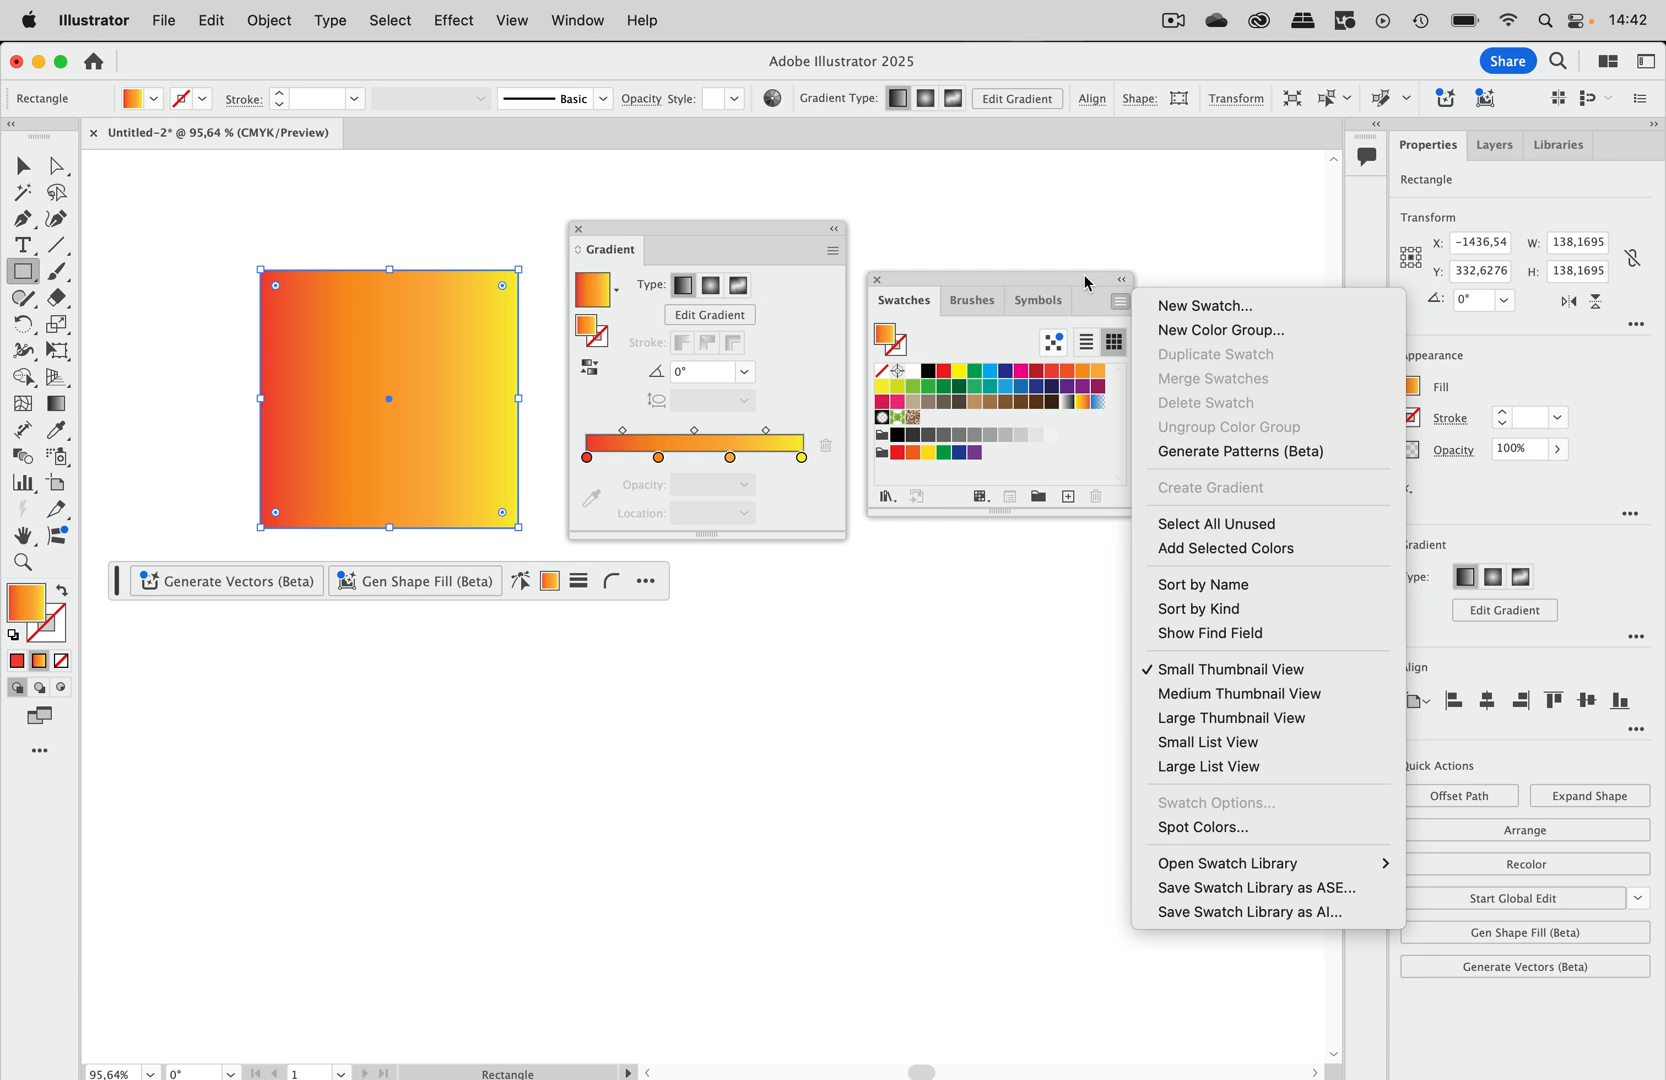 Illustrator File Edit Object Type Select Effect View Window Help 14:42
Adobe Illustrator 2025 Share
Rectangle Stroke: Basic Opacity Style: Gradient Type: Edit Gradient Align Shape: Transform
Untitled-2* @ 95,64 % (CMYK/Preview)
Properties Layers Libraries
Rectangle
Transform
X: -1436,54 W: 138,1695
Y: 332,6276 H: 138,1695
0°
Appearance
Fill
Stroke
Opacity 100%
Gradient
Type:
Edit Gradient
Align
Quick Actions
Offset Path Expand Shape
Arrange
Recolor
Start Global Edit
Gen Shape Fill (Beta)
Generate Vectors (Beta)
Gradient
Type:
Edit Gradient
Stroke:
0°
Opacity:
Location:
Swatches Brushes Symbols
New Swatch...
New Color Group...
Duplicate Swatch
Merge Swatches
Delete Swatch
Ungroup Color Group
Generate Patterns (Beta)
Create Gradient
Select All Unused
Add Selected Colors
Sort by Name
Sort by Kind
Show Find Field
✓ Small Thumbnail View
Medium Thumbnail View
Large Thumbnail View
Small List View
Large List View
Swatch Options...
Spot Colors...
Open Swatch Library
Save Swatch Library as ASE...
Save Swatch Library as AI...
Generate Vectors (Beta) Gen Shape Fill (Beta)
95,64% 0° 1 Rectangle